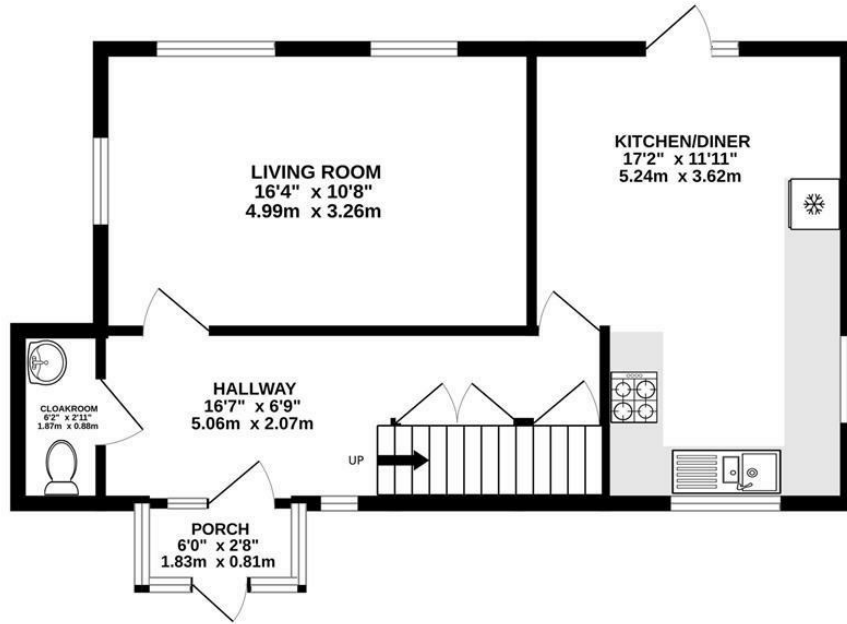 LIVING ROOM
16'4" x 10'8"
4.99m x 3.26m
KITCHEN/DINER
17'2" x 11'11"
5.24m x 3.62m
CLOAKROOM
6'2" x 2'11"
1.87m x 0.88m
HALLWAY
16'7" x 6'9"
5.06m x 2.07m
UP
PORCH
6'0" x 2'8"
1.83m x 0.81m